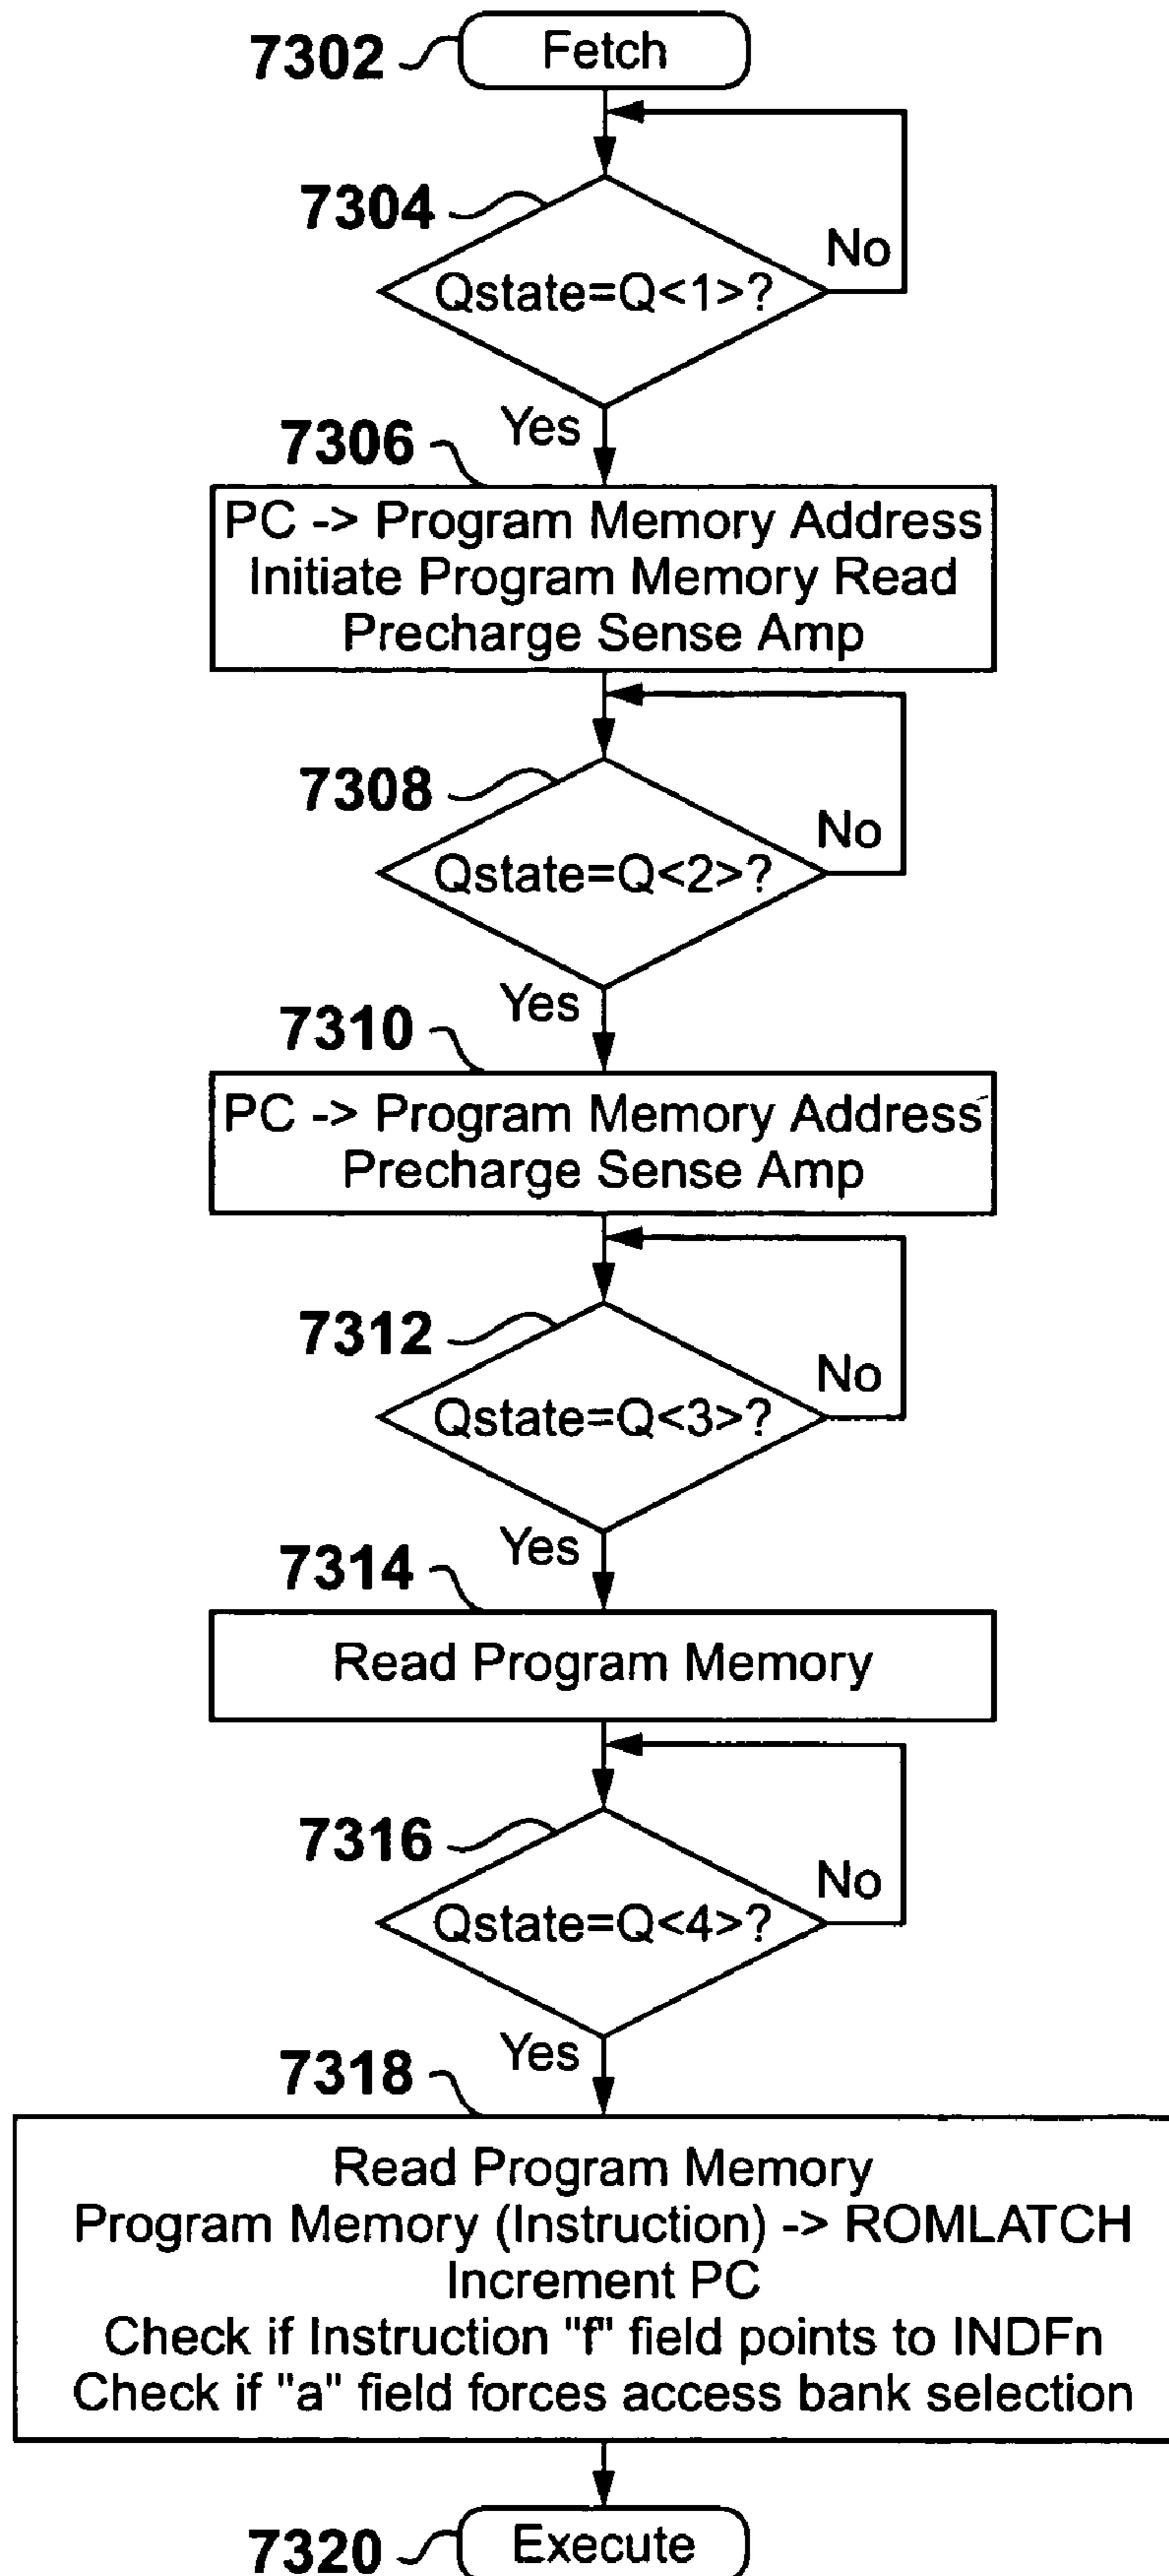 7302
Fetch
7304
Qstate=Q<1>?
No
Yes
7306
PC -> Program Memory Address
Initiate Program Memory Read
Precharge Sense Amp
7308
Qstate=Q<2>?
No
Yes
7310
PC -> Program Memory Address
Precharge Sense Amp
7312
Qstate=Q<3>?
No
Yes
7314
Read Program Memory
7316
Qstate=Q<4>?
No
Yes
7318
Read Program Memory
Program Memory (Instruction) -> ROMLATCH
Increment PC
Check if Instruction "f" field points to INDFn
Check if "a" field forces access bank selection
7320
Execute